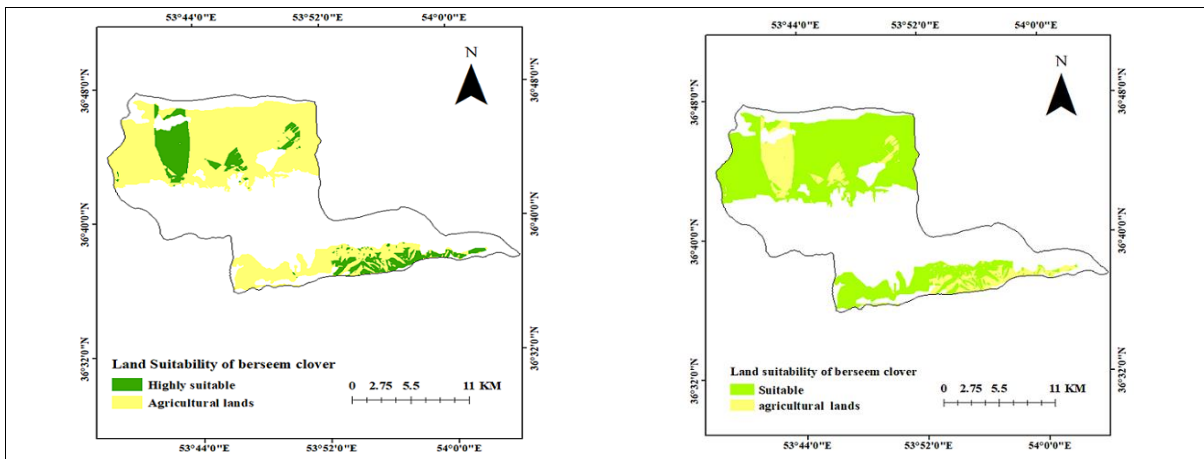 53°44'0"E 53°52'0"E 54°0'0"E
N
36°48'0"N
36°48'0"N
36°40'0"N
36°40'0"N
36°32'0"N
36°32'0"N
Land Suitability of berseem clover
Highly suitable
Agricultural lands
0 2.75 5.5 11 KM
53°44'0"E 53°52'0"E 54°0'0"E
53°44'0"E 53°52'0"E 54°0'0"E
N
36°48'0"N
36°48'0"N
36°40'0"N
36°40'0"N
36°32'0"N
36°32'0"N
Land suitability of berseem clover
Suitable
agricultural lands
0 2.75 5.5 11 KM
53°44'0"E 53°52'0"E 54°0'0"E